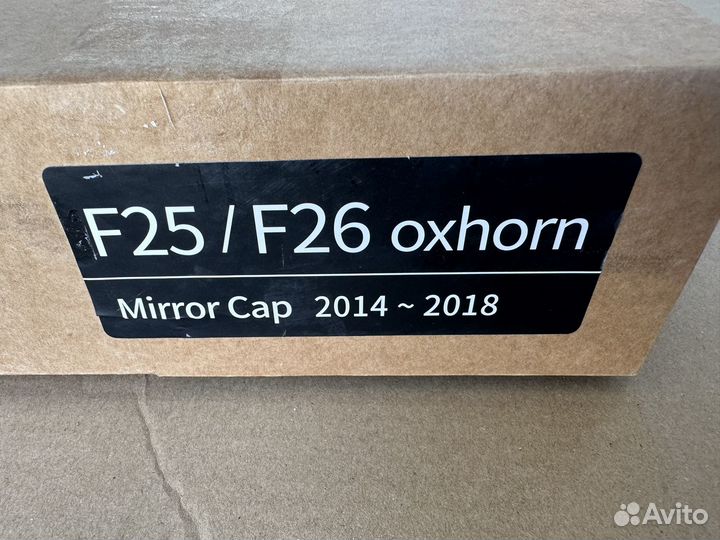 F25 / F26 oxhorn
Mirror Cap 2014 ~ 2018
Avito